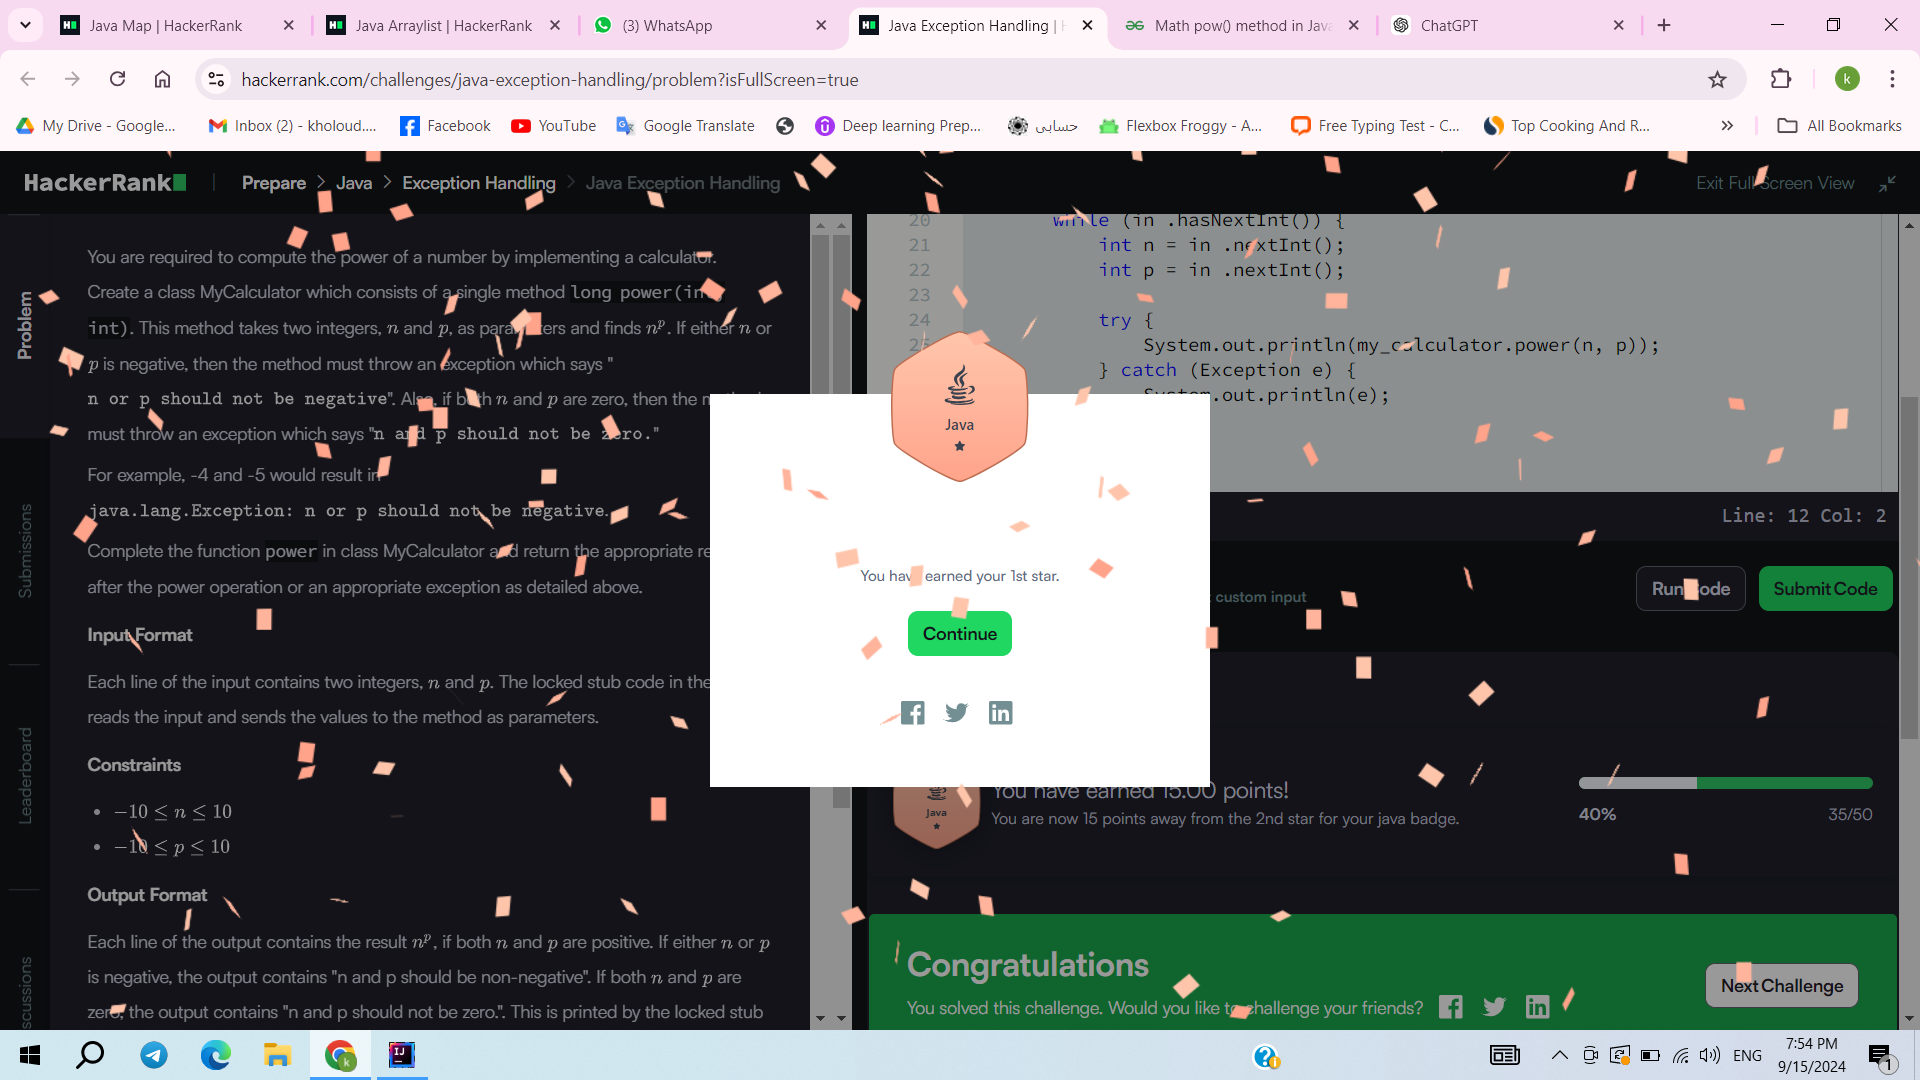 Java Map | HackerRank
Java Arraylist | HackerRank
(3) WhatsApp
Java Exception Handling |
Math pow() method in Java
ChatGPT
hackerrank.com/challenges/java-exception-handling/problem?isFullScreen=true
k
My Drive - Google...
Inbox (2) - kholoud....
Facebook
YouTube
Google Translate
Deep learning Prep...
حسابي
Flexbox Froggy - A...
Free Typing Test - C...
Top Cooking And R...
All Bookmarks
HackerRank
Prepare > Java > Exception Handling > Java Exception Handling
Exit Full Screen View
Problem
Submissions
Leaderboard
You are required to compute the power of a number by implementing a calculator.
Create a class MyCalculator which consists of a single method long power(int,
int). This method takes two integers, n and p, as parameters and finds n^p. If either n or
p is negative, then the method must throw an exception which says "
n or p should not be negative". Also, if both n and p are zero, then the
must throw an exception which says "n and p should not be zero."
For example, -4 and -5 would result in
java.lang.Exception: n or p should not be negative.
Complete the function power in class MyCalculator and return the appropriate
after the power operation or an appropriate exception as detailed above.
Input Format
Each line of the input contains two integers, n and p. The locked stub code in the
reads the input and sends the values to the method as parameters.
Constraints
• −10 ≤ n ≤ 10
• −10 ≤ p ≤ 10
Output Format
Each line of the output contains the result n^p, if both n and p are positive. If either n or p
is negative, the output contains "n and p should be non-negative". If both n and p are
zero, the output contains "n and p should not be zero.". This is printed by the locked stub
20 while (in .hasNextInt()) {
21 int n = in .nextInt();
22 int p = in .nextInt();
23
24 try {
25 System.out.println(my_calculator.power(n, p));
} catch (Exception e) {
System.out.println(e);
Java
You have earned your 1st star.
Continue
Line: 12 Col: 2
custom input
Run Code
Submit Code
Java
You have earned 15.00 points!
You are now 15 points away from the 2nd star for your java badge.
40%
35/50
Congratulations
You solved this challenge. Would you like to challenge your friends?
Next Challenge
ENG
7:54 PM
9/15/2024
1